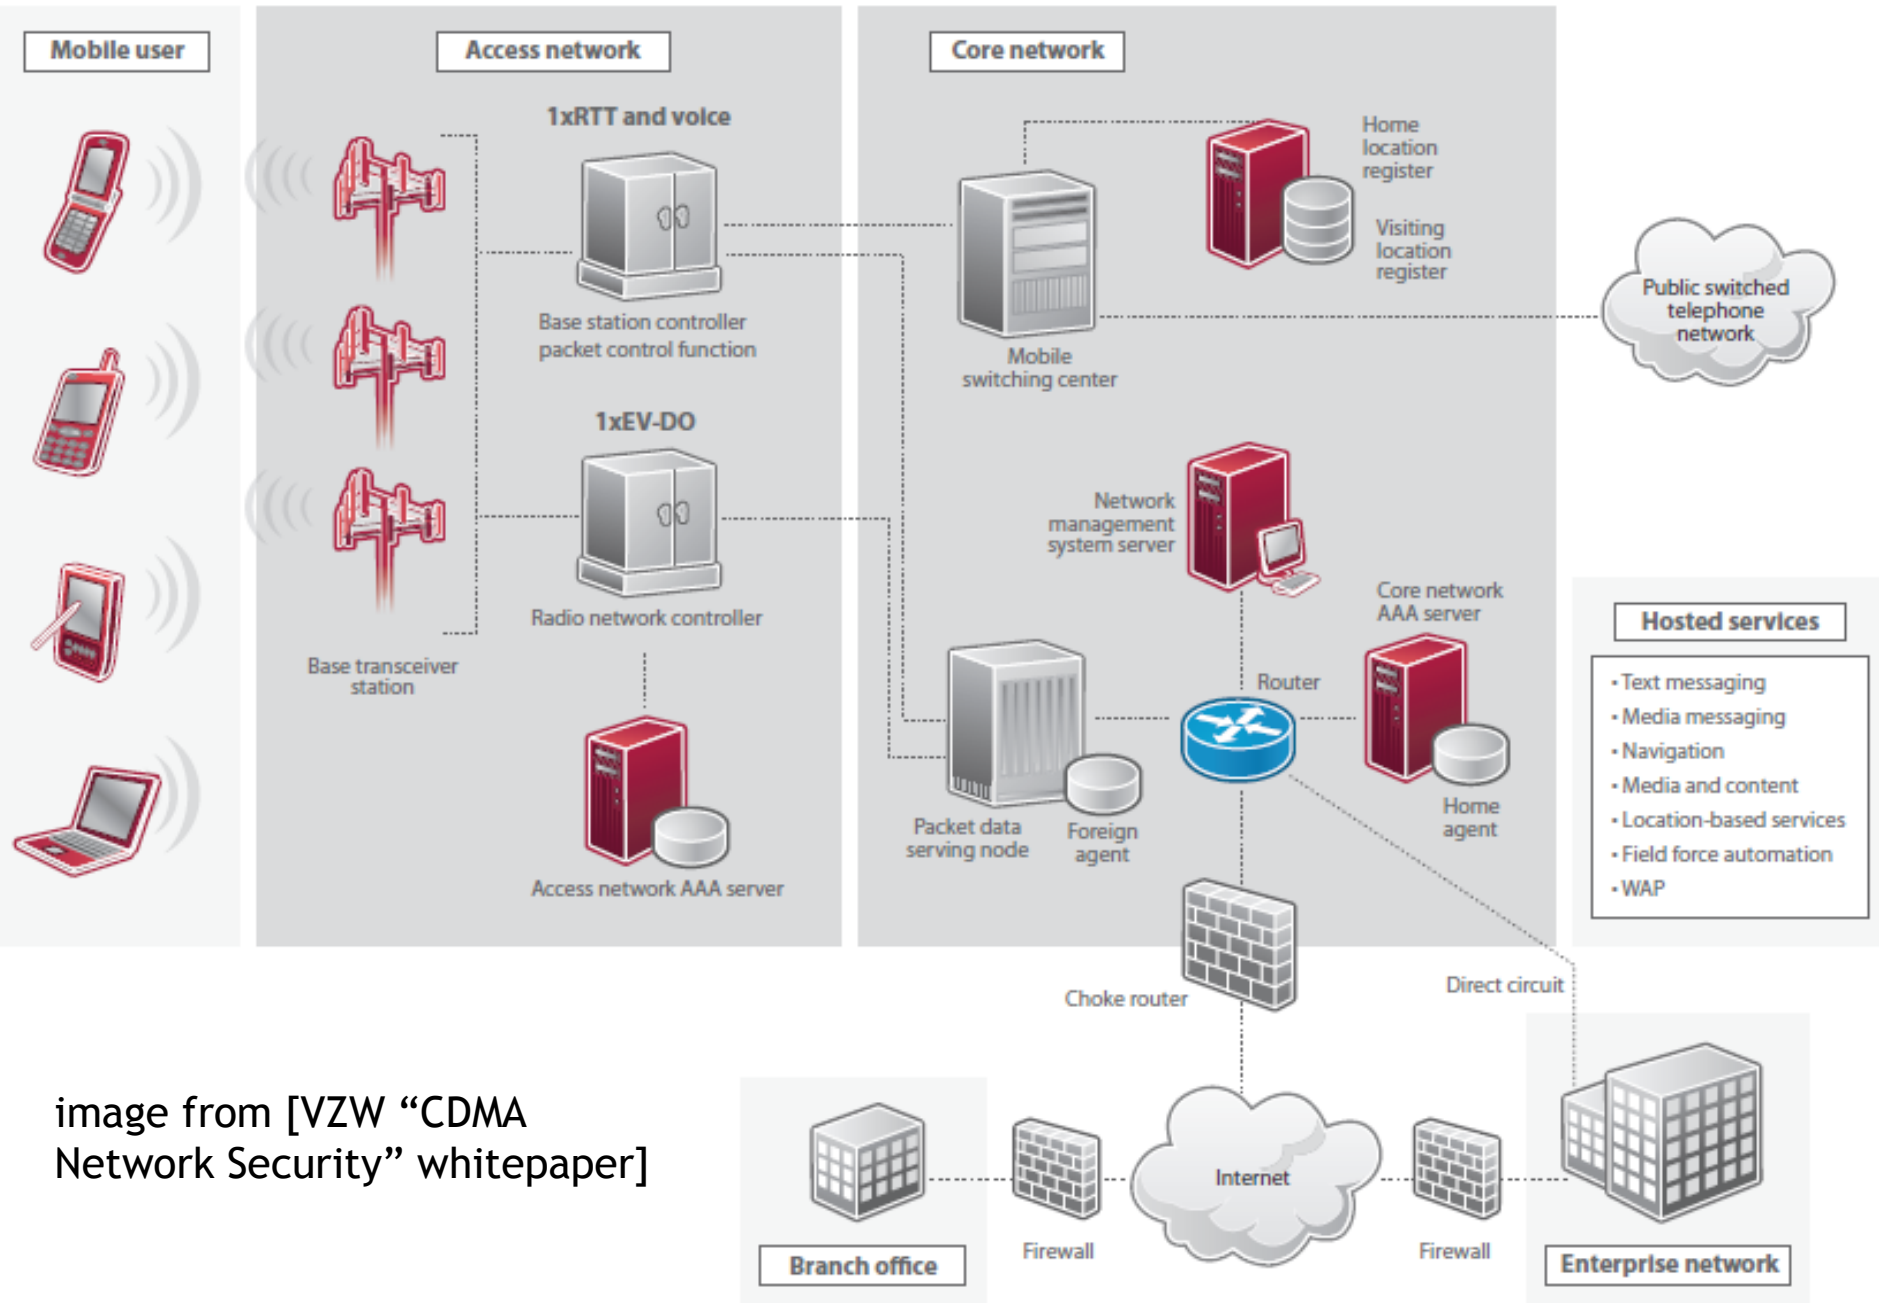 Mobile user
Access network
Core network
1xRTT and voice
Base station controller
packet control function
1xEV-DO
Radio network controller
Base transceiver
station
Access network AAA server
Home
location
register
Visiting
location
register
Mobile
switching center
Public switched
telephone
network
Network
management
system server
Core network
AAA server
Router
Packet data
serving node
Foreign
agent
Home
agent
Hosted services
• Text messaging
• Media messaging
• Navigation
• Media and content
• Location-based services
• Field force automation
• WAP
Choke router
Direct circuit
image from [VZW “CDMA
Network Security” whitepaper]
Internet
Firewall
Firewall
Branch office
Enterprise network